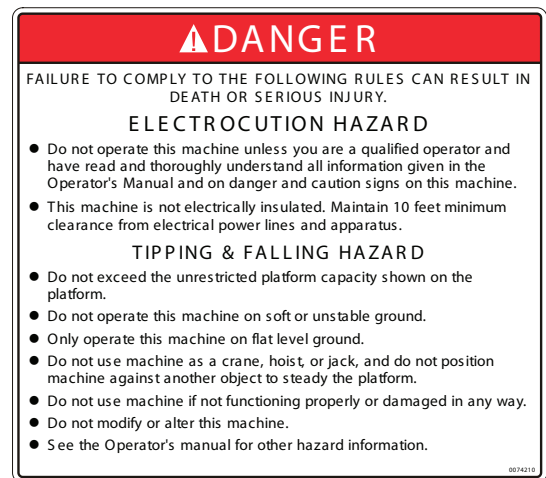 DANGER
FAILURE TO COMPLY TO THE FOLLOWING RULES CAN RESULT IN
DEATH OR SERIOUS INJURY.
ELECTROCUTION HAZARD
● Do not operate this machine unless you are a qualified operator and
have read and thoroughly understand all information given in the
Operator's Manual and on danger and caution signs on this machine.
● This machine is not electrically insulated. Maintain 10 feet minimum
clearance from electrical power lines and apparatus.
TIPPING & FALLING HAZARD
● Do not exceed the unrestricted platform capacity shown on the
platform.
● Do not operate this machine on soft or unstable ground.
● Only operate this machine on flat level ground.
● Do not use machine as a crane, hoist, or jack, and do not position
machine against another object to steady the platform.
● Do not use machine if not functioning properly or damaged in any way.
● Do not modify or alter this machine.
● See the Operator's manual for other hazard information.
0074210